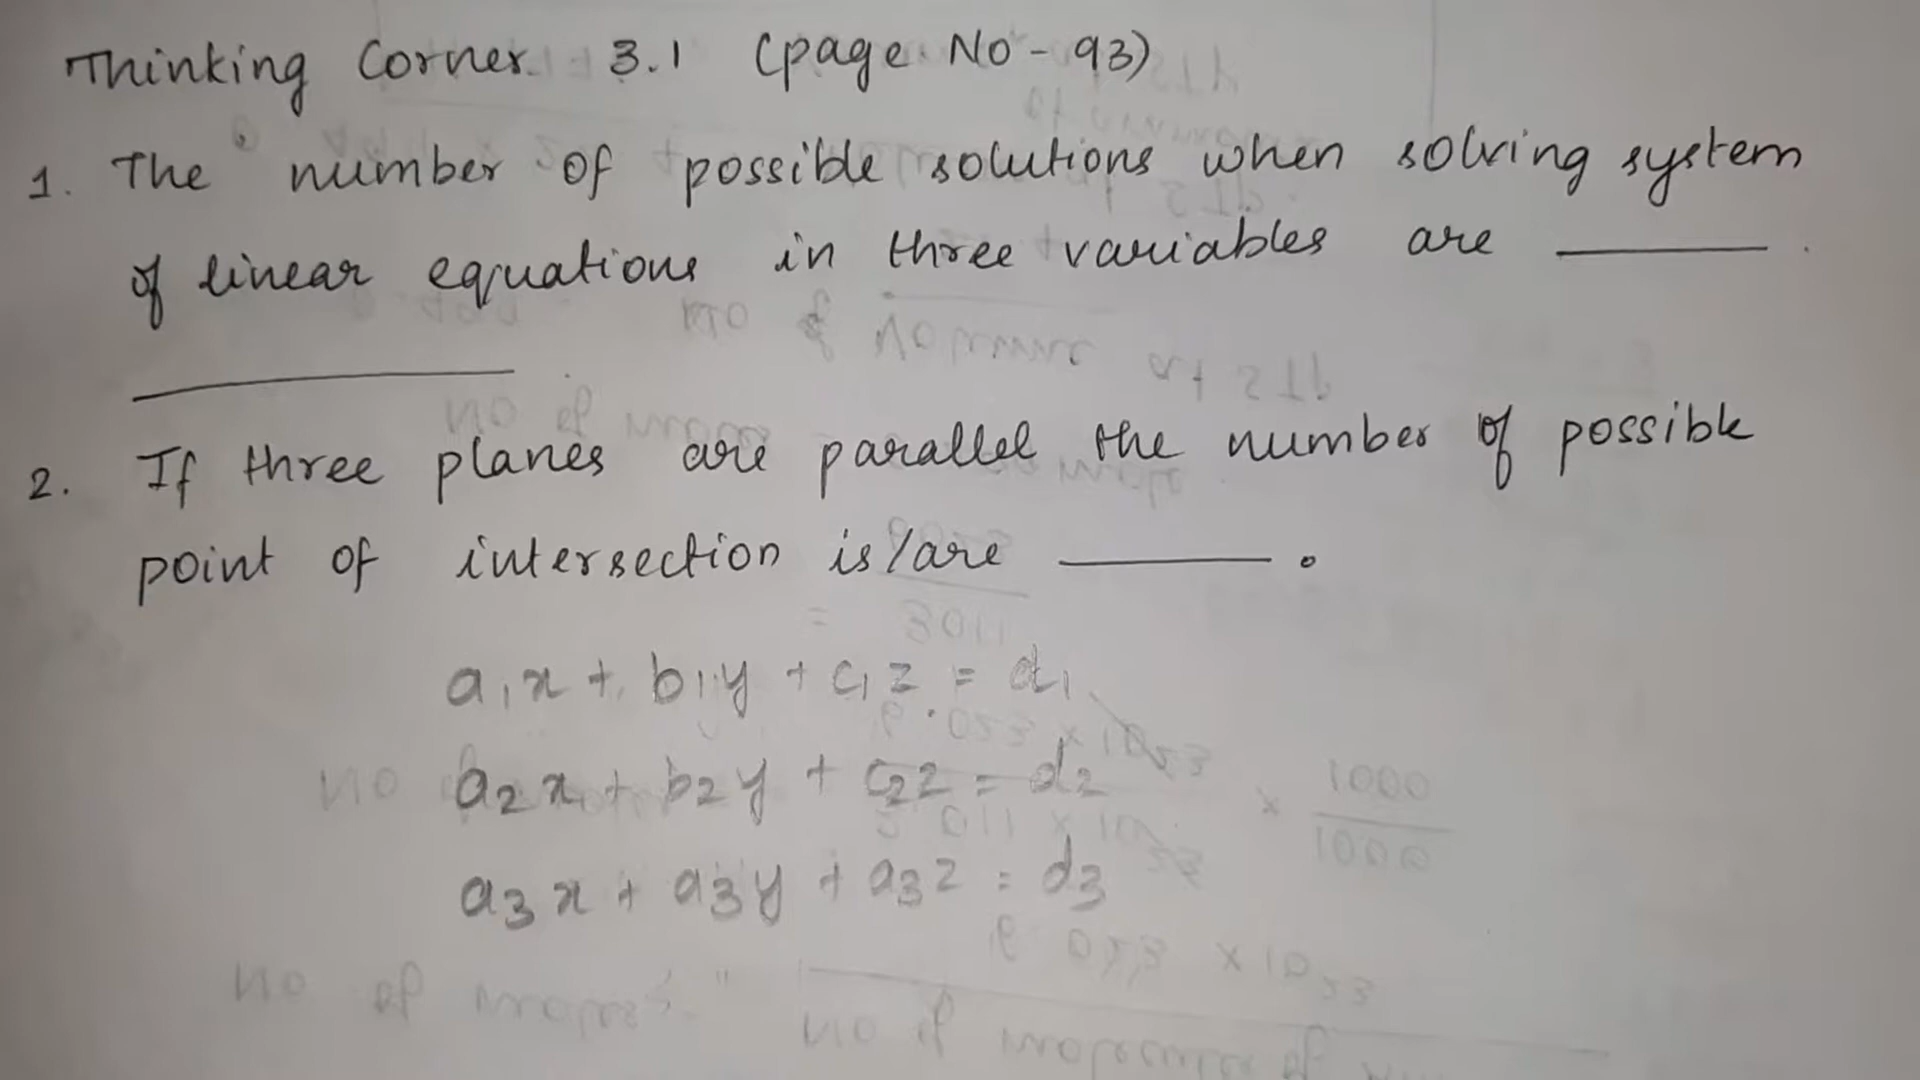 Thinking Corner 3.1 (page No - 93)
1. The number of possible solutions when solving system
of linear equations in three variables are ______.
______.
2. If three planes are parallel the number of possible
point of intersection is/are ______.
a1x + b1y + c1z = d1
a2x + b2y + c2z = d2
a3x + a3y + a3z = d3